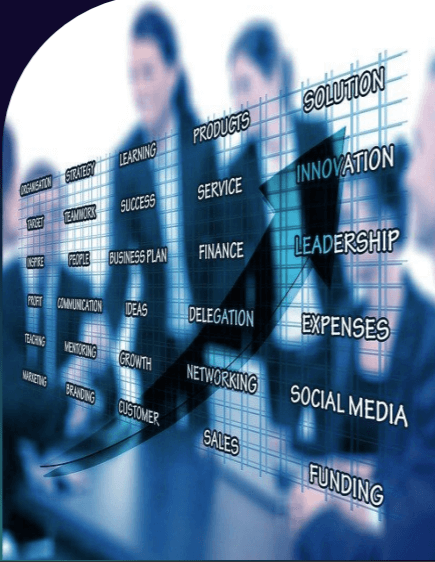 ORGANISATION
TARGET
INSPIRE
PROFIT
TEACHING
MARKETING
STRATEGY
TEAMWORK
PEOPLE
COMMUNICATION
MENTORING
BRANDING
LEARNING
SUCCESS
BUSINESS PLAN
IDEAS
GROWTH
CUSTOMER
PRODUCTS
SERVICE
FINANCE
DELEGATION
NETWORKING
SALES
SOLUTION
INNOVATION
LEADERSHIP
EXPENSES
SOCIAL MEDIA
FUNDING